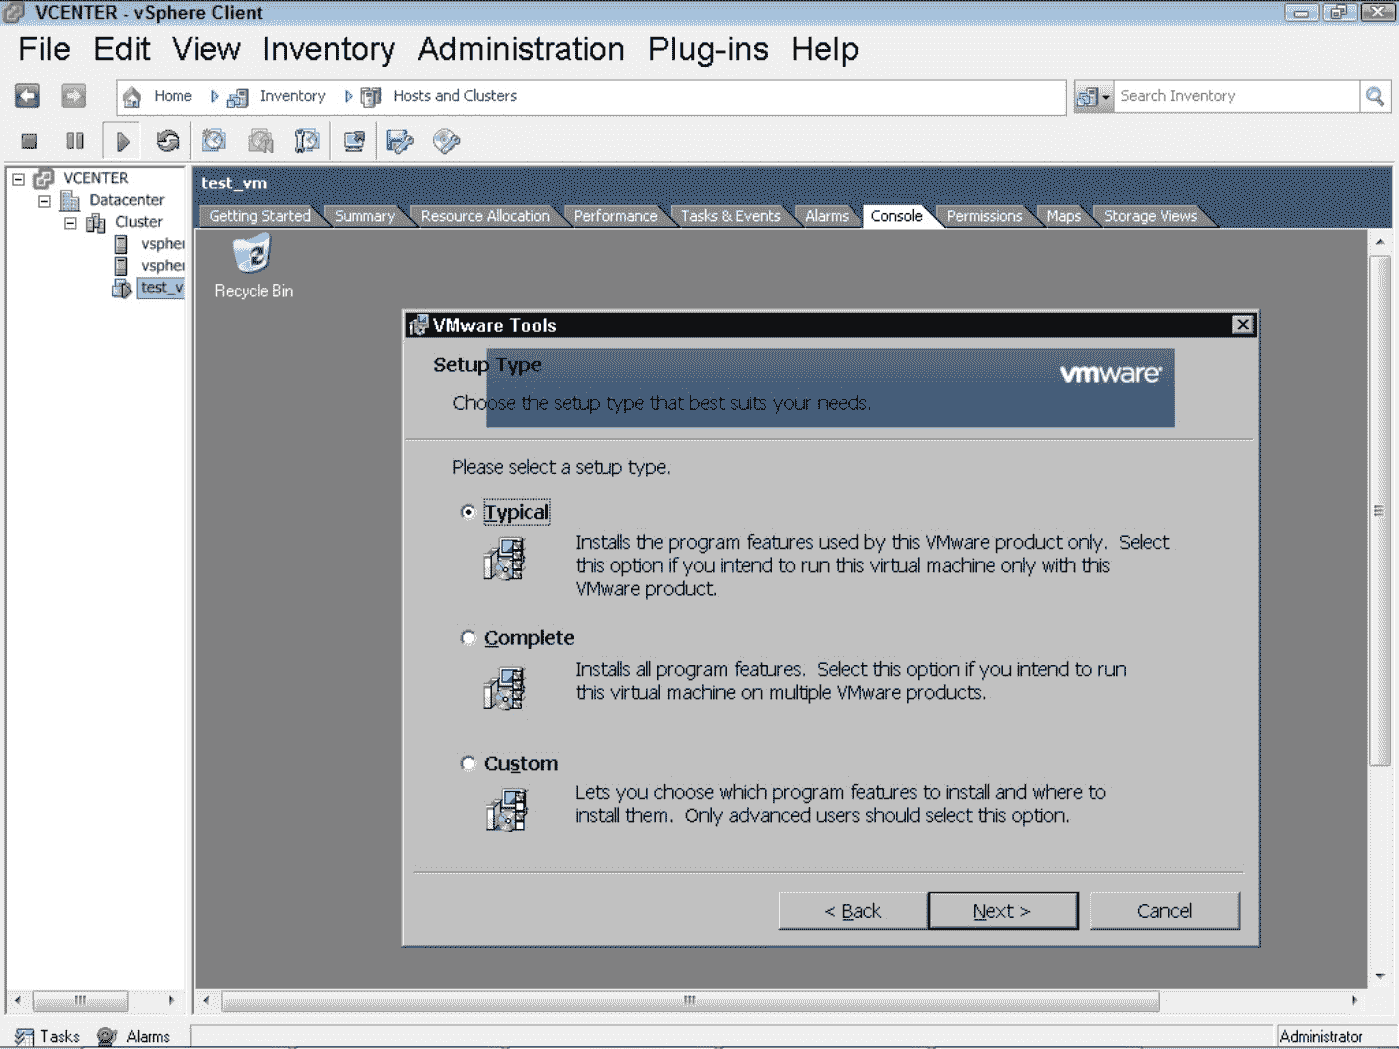 VCENTER - vSphere Client
File Edit View Inventory Administration Plug-ins Help
Home Inventory Hosts and Clusters
Search Inventory
VCENTER
Datacenter
Cluster
vspher
vspher
test_v
test_vm
Getting Started Summary Resource Allocation Performance Tasks & Events Alarms Console Permissions Maps Storage Views
Recycle Bin
VMware Tools
Setup Type
vmware
Choose the setup type that best suits your needs.
Please select a setup type.
Typical
Installs the program features used by this VMware product only. Select
this option if you intend to run this virtual machine only with this
VMware product.
Complete
Installs all program features. Select this option if you intend to run
this virtual machine on multiple VMware products.
Custom
Lets you choose which program features to install and where to
install them. Only advanced users should select this option.
< Back Next > Cancel
Tasks Alarms
Administrator